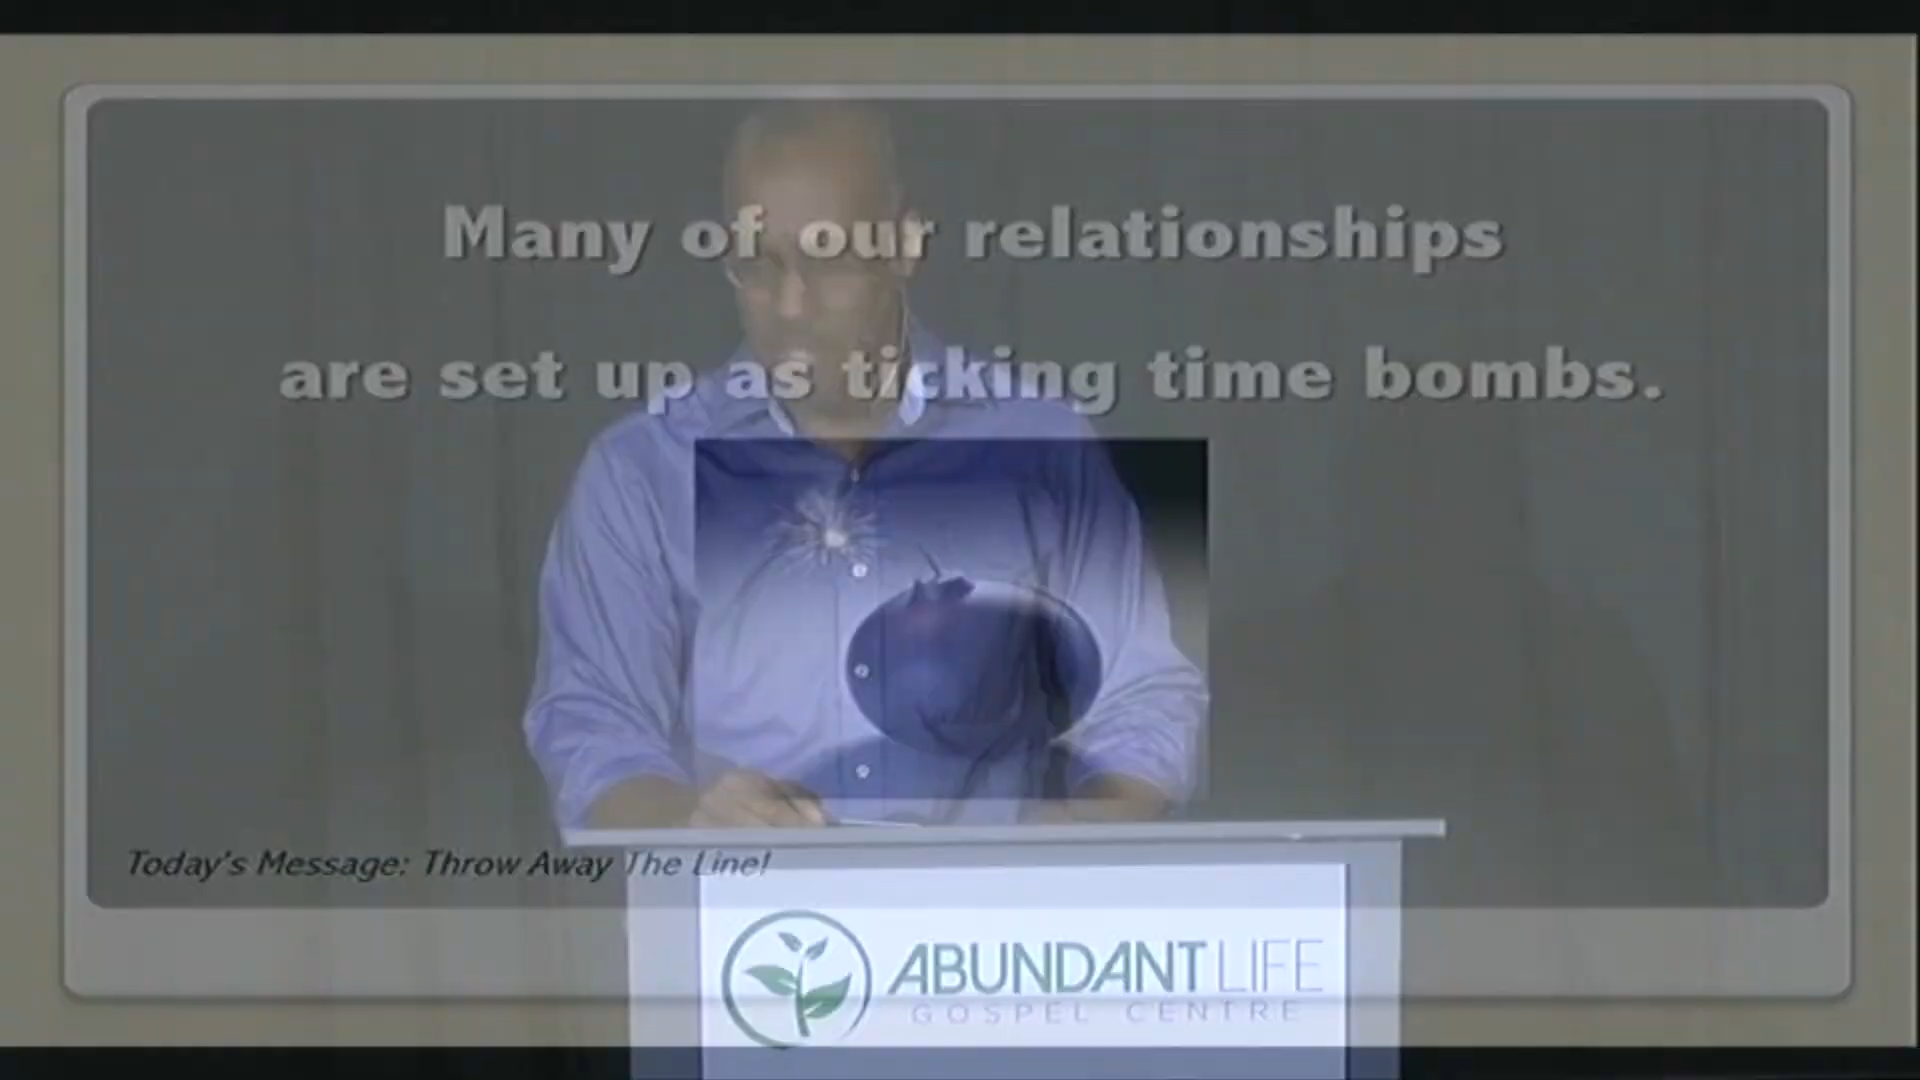 Many of our relationships
are set up as ticking time bombs.
Today's Message: Throw Away The Line!
ABUNDANT LIFE
GOSPEL CENTRE